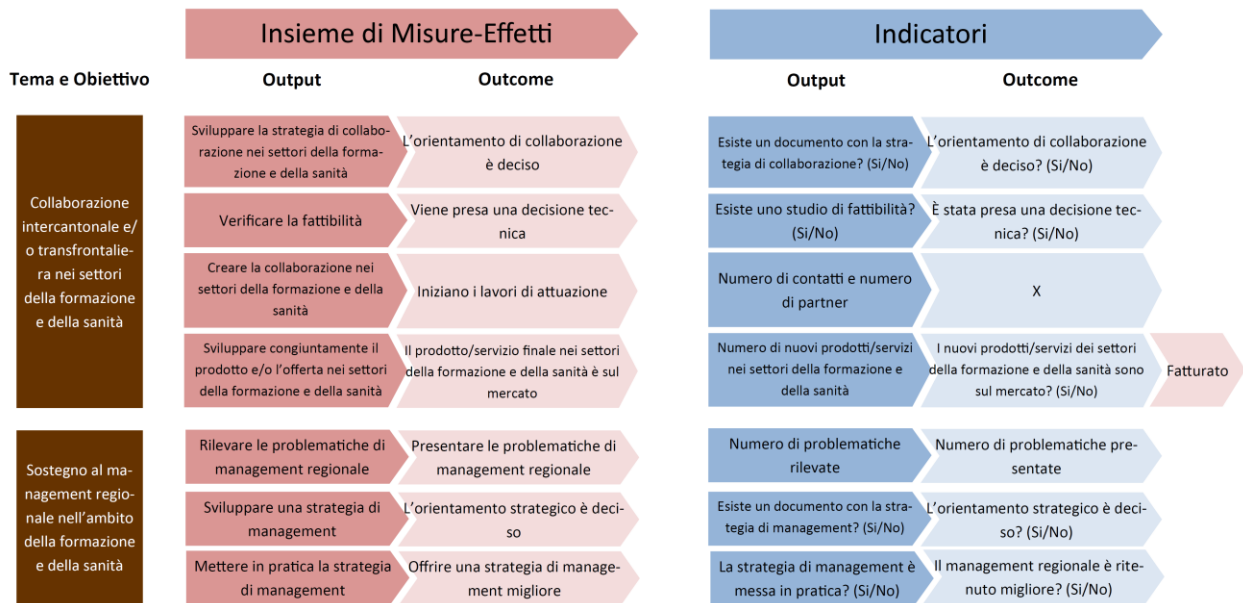 Insieme di Misure-Effetti
Indicatori
Tema e Obiettivo
Output
Outcome
Output
Outcome
Collaborazione
intercantonale e/
o transfrontalie-
ra nei settori
della formazione
e della sanità
Sviluppare la strategia di collabo-
razione nei settori della forma-
zione e della sanità
L'orientamento di collaborazione
è deciso
Esiste un documento con la stra-
tegia di collaborazione? (Si/No)
L'orientamento di collaborazione
è deciso? (Si/No)
Verificare la fattibilità
Viene presa una decisione tec-
nica
Esiste uno studio di fattibilità?
(Si/No)
È stata presa una decisione tec-
nica? (Si/No)
Creare la collaborazione nei
settori della formazione e della
sanità
Iniziano i lavori di attuazione
Numero di contatti e numero
di partner
X
Sviluppare congiuntamente il
prodotto e/o l'offerta nei settori
della formazione e della sanità
Il prodotto/servizio finale nei settori
della formazione e della sanità è sul
mercato
Numero di nuovi prodotti/servizi
nei settori della formazione e
della sanità
I nuovi prodotti/servizi dei settori
della formazione e della sanità sono
sul mercato? (Si/No)
Fatturato
Sostegno al ma-
nagement regio-
nale nell'ambito
della formazione
e della sanità
Rilevare le problematiche di
management regionale
Presentare le problematiche di
management regionale
Numero di problematiche
rilevate
Numero di problematiche pre-
sentate
Sviluppare una strategia di
management
L'orientamento strategico è deci-
so
Esiste un documento con la stra-
tegia di management? (Si/No)
L'orientamento strategico è deci-
so? (Si/No)
Mettere in pratica la strategia
di management
Offrire una strategia di manage-
ment migliore
La strategia di management è
messa in pratica? (Si/No)
Il management regionale è rite-
nuto migliore? (Si/No)